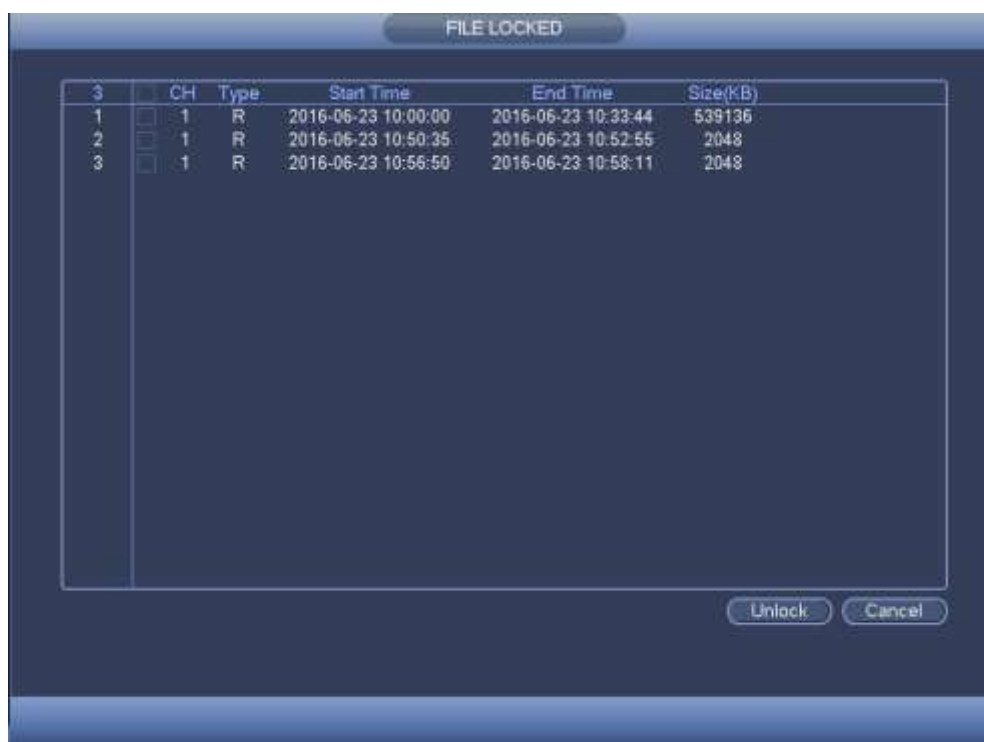 FILE LOCKED
3 CH Type Start Time End Time Size(KB)
1 1 R 2016-06-23 10:00:00 2016-06-23 10:33:44 539136
2 1 R 2016-06-23 10:50:35 2016-06-23 10:52:55 2048
3 1 R 2016-06-23 10:56:50 2016-06-23 10:58:11 2048
Unlock Cancel